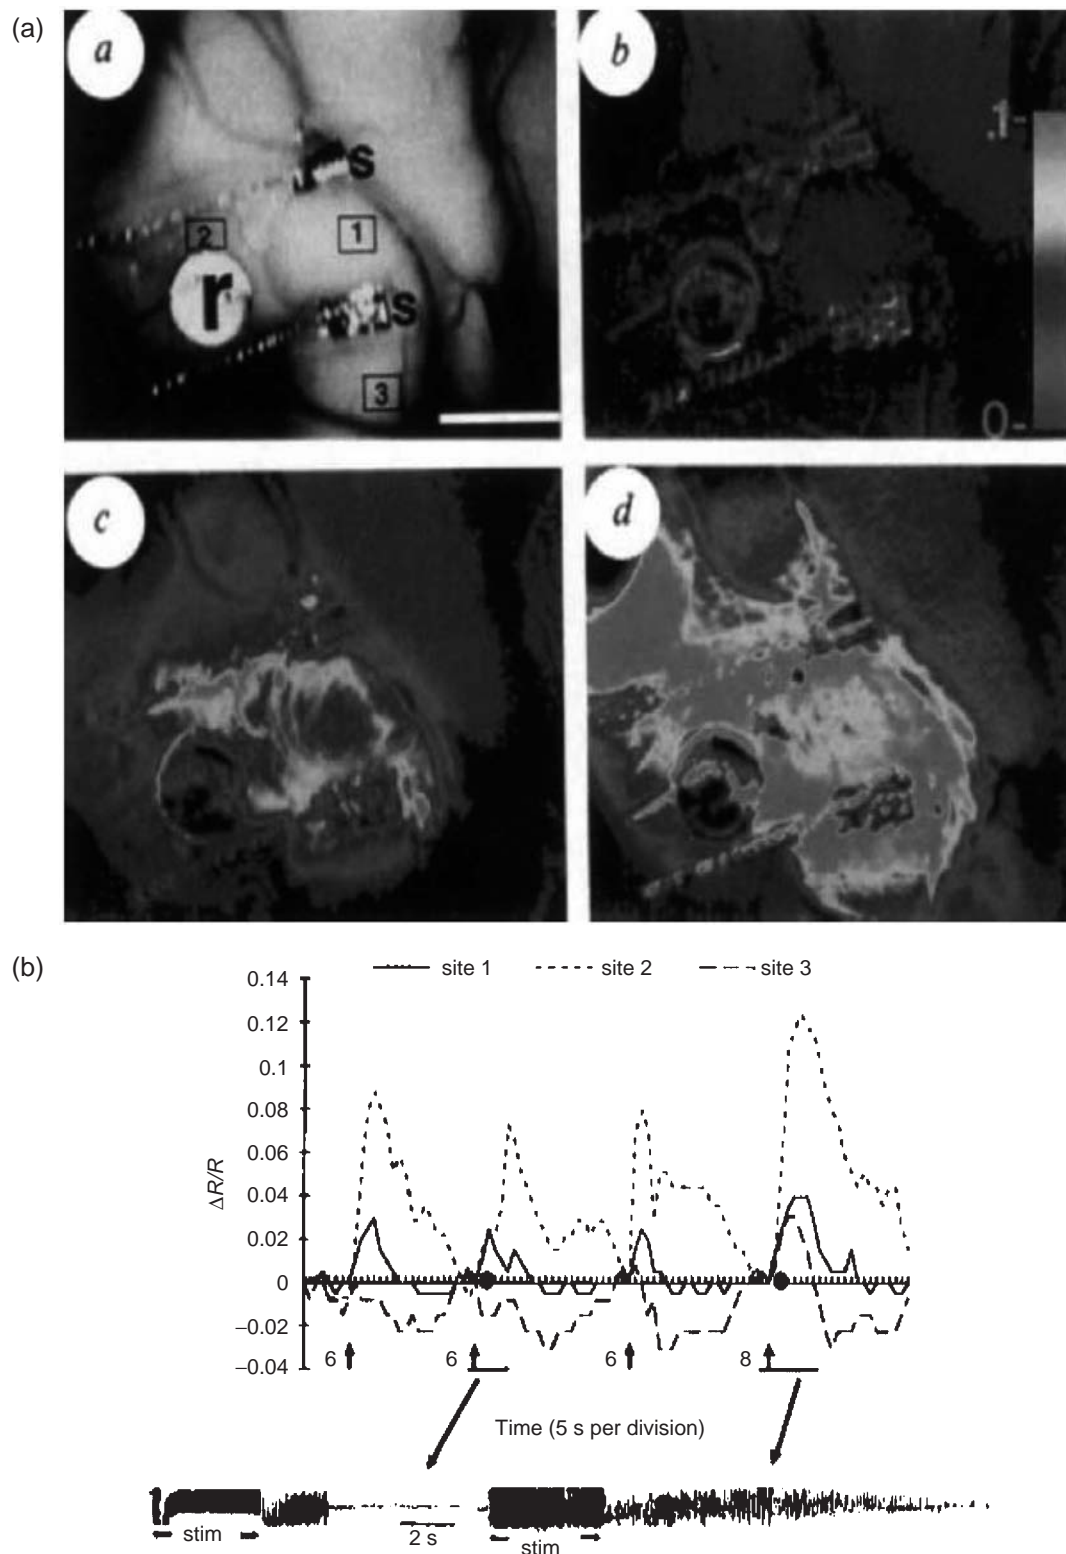 (a)
a
b
s
.1-
2
1
r
s
3
0-
c
d
(b)
site 1 site 2 site 3
0.14
0.12
0.1
0.08
0.06
0.04
0.02
0
−0.02
−0.04
ΔR/R
6 6 6 8
Time (5 s per division)
stim 2 s stim